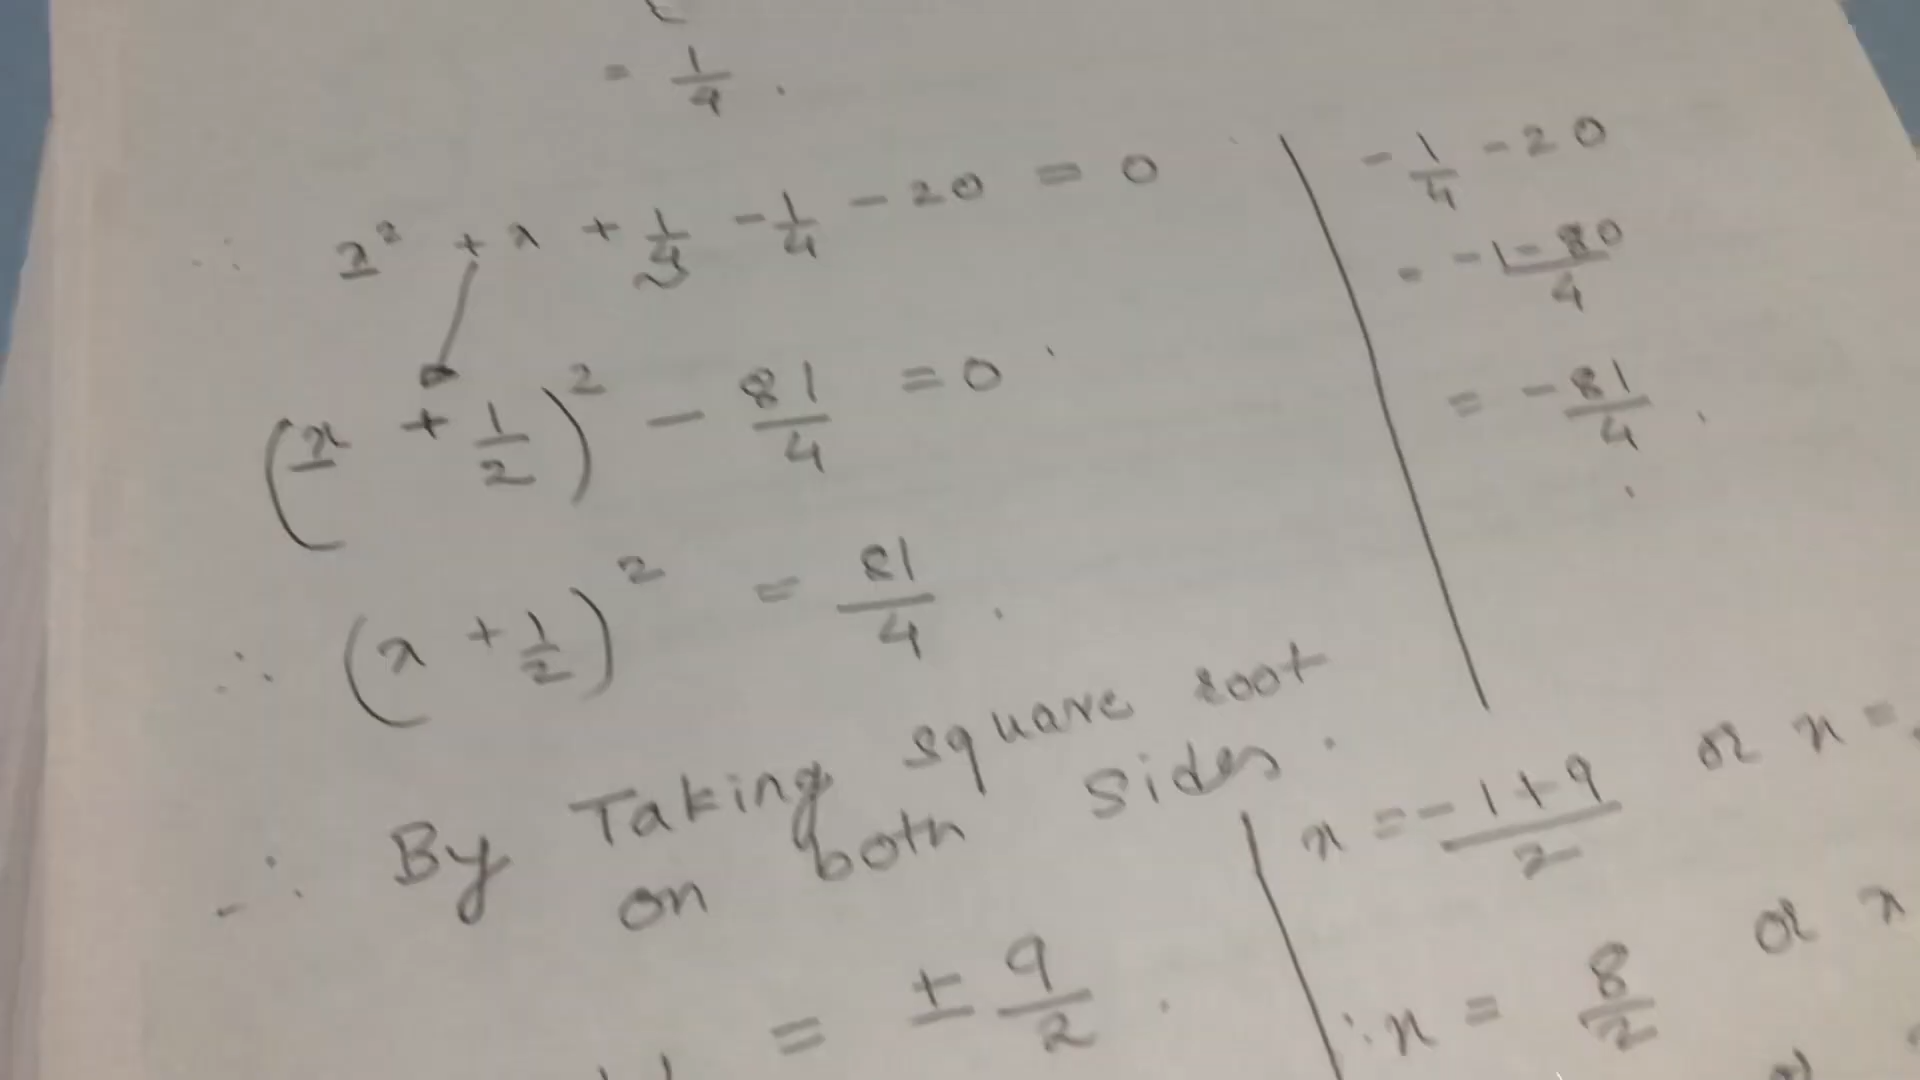 = 1/4 .
∴ x² + x + 1/4 - 1/4 - 20 = 0
(x + 1/2)² - 81/4 = 0
∴ (x + 1/2)² = 81/4 .
∴ By Taking square root
on both sides .
= ± 9/2 .
- 1/4 - 20
= -1-80/4
= - 81/4 .
x = -1+9/2 or x =
∴ x = 8/2 or x